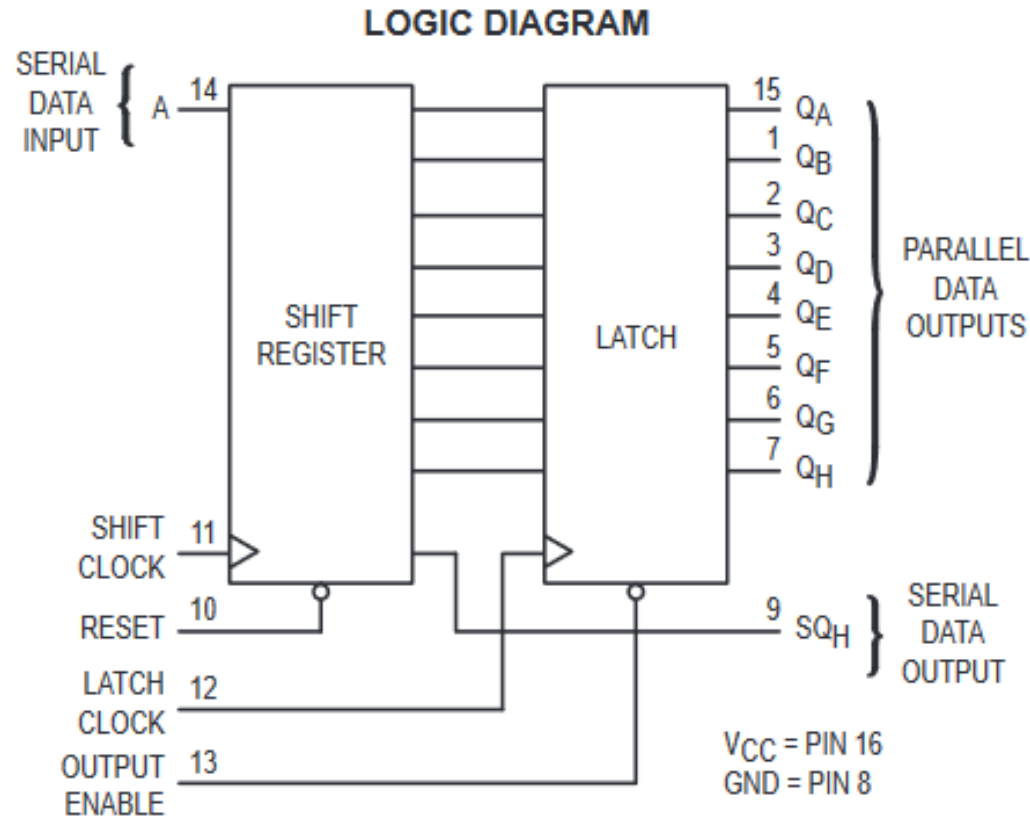 LOGIC DIAGRAM
SERIAL
DATA
INPUT
A
14
SHIFT
REGISTER
LATCH
15 QA
1 QB
2 QC
3 QD
4 QE
5 QF
6 QG
7 QH
PARALLEL
DATA
OUTPUTS
SHIFT
CLOCK
11
RESET
10
LATCH
CLOCK
12
OUTPUT
ENABLE
13
9 SQH
SERIAL
DATA
OUTPUT
VCC = PIN 16
GND = PIN 8